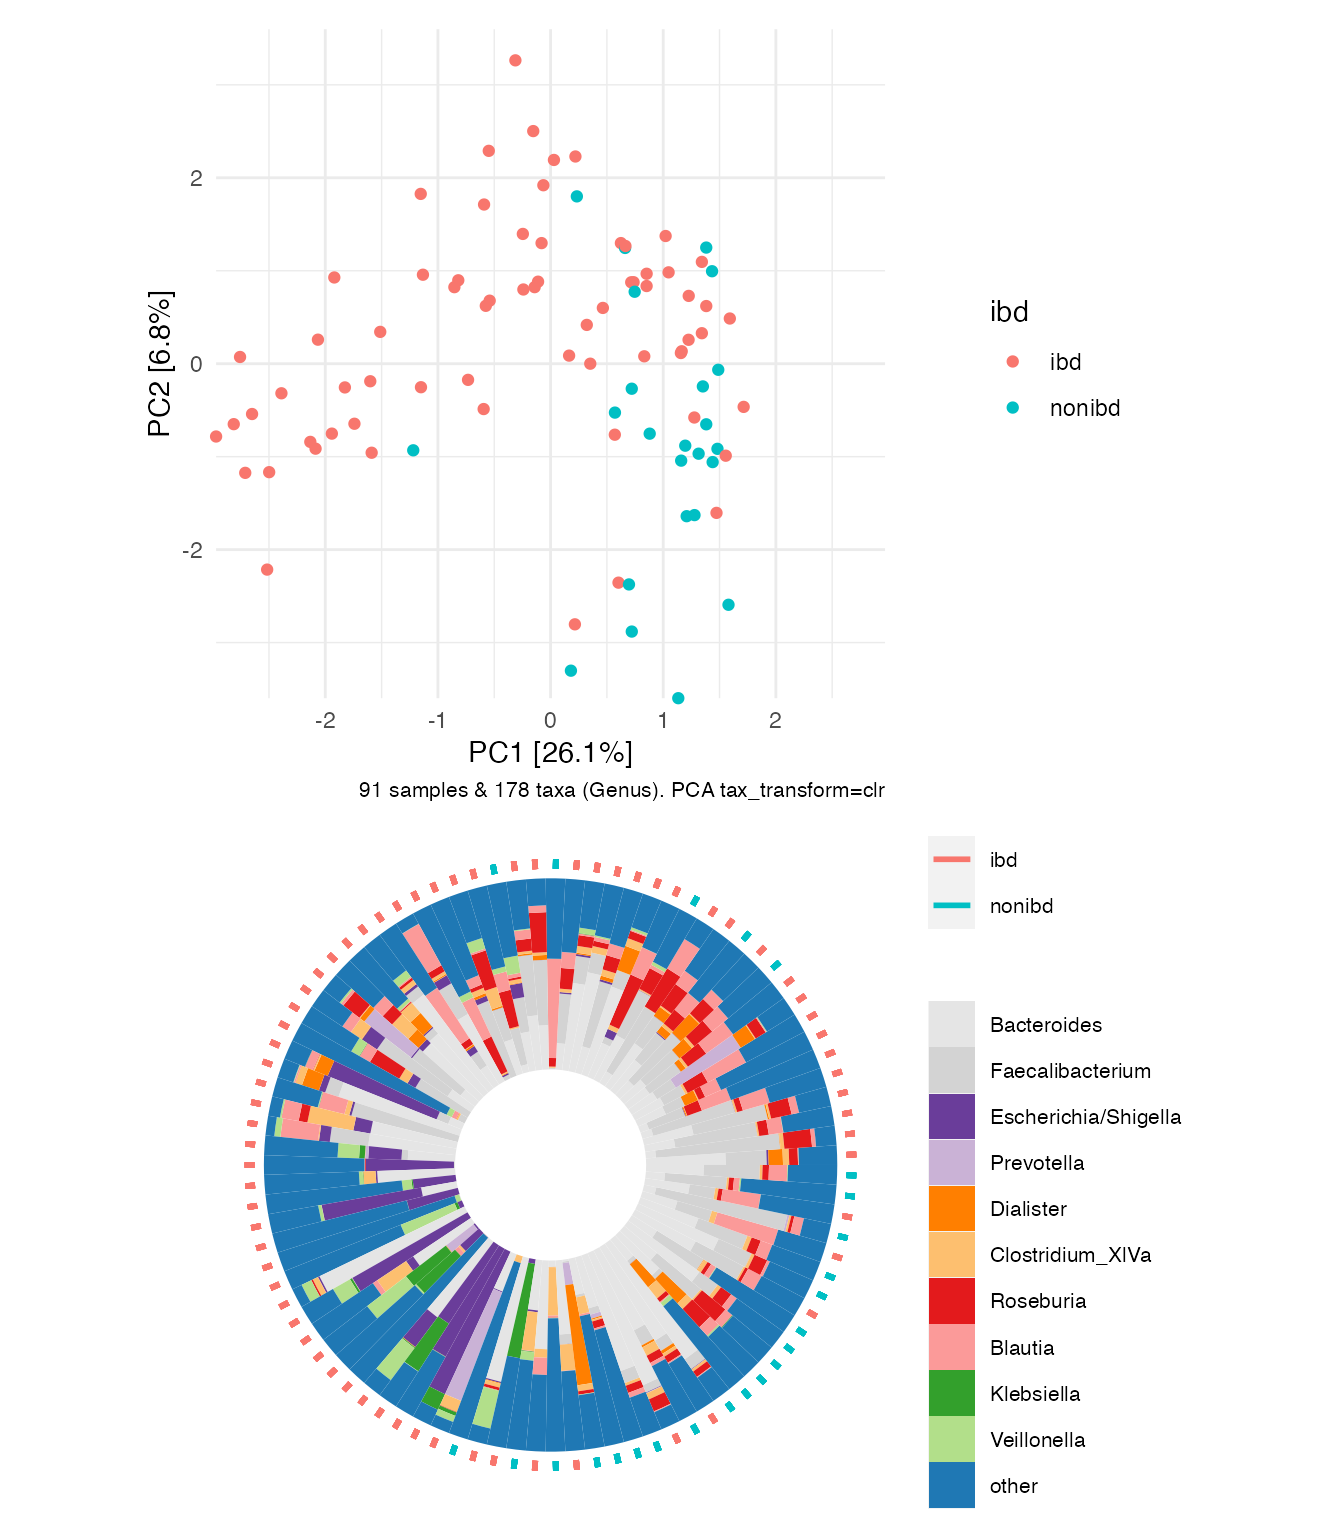 2
0
-2
PC2 [6.8%]
-2
-1
0
1
2
PC1 [26.1%]
91 samples & 178 taxa (Genus). PCA tax_transform=clr
ibd
ibd
nonibd
ibd
nonibd
Bacteroides
Faecalibacterium
Escherichia/Shigella
Prevotella
Dialister
Clostridium_XlVa
Roseburia
Blautia
Klebsiella
Veillonella
other